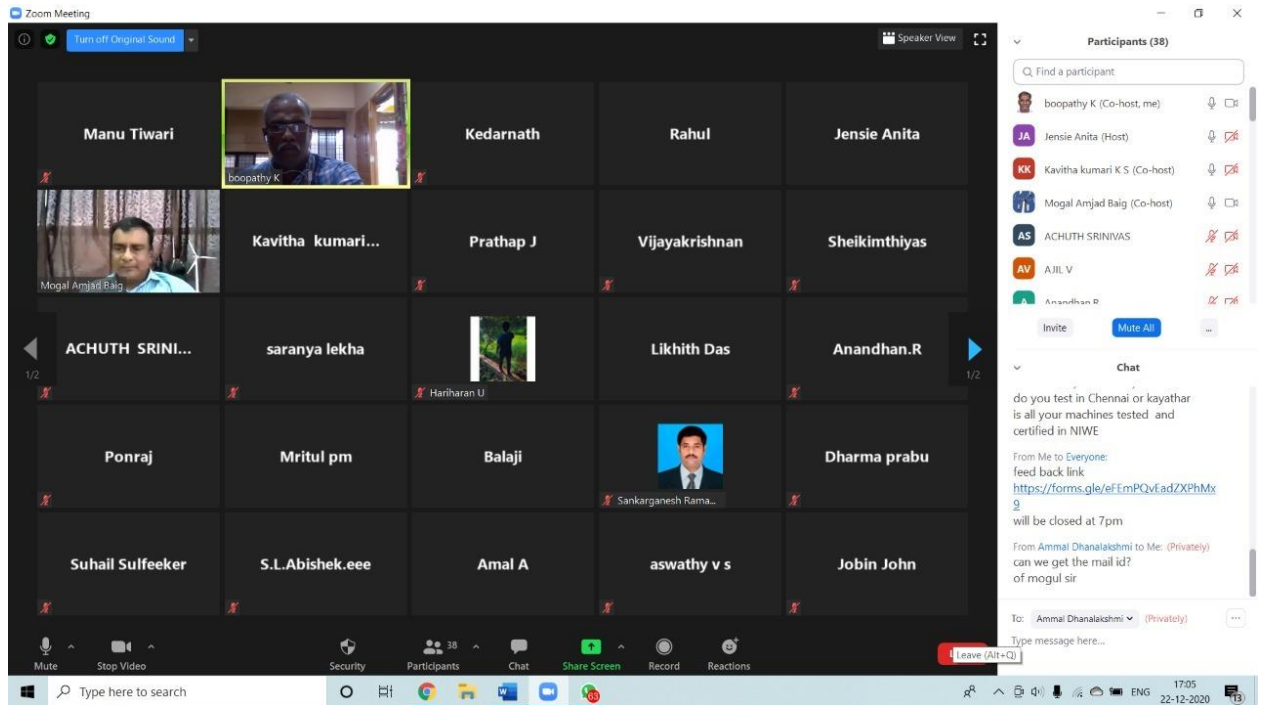 Zoom Meeting
Turn off Original Sound
Speaker View
Manu Tiwari
boopathy K
Kedarnath
Rahul
Jensie Anita
Mogal Amjad Baig
Kavitha kumari...
Prathap J
Vijayakrishnan
Sheikimthiyas
ACHUTH SRINI...
saranya lekha
Hariharan U
Likhith Das
Anandhan.R
1/2
1/2
Ponraj
Mritul pm
Balaji
Sankarganesh Rama...
Dharma prabu
Suhail Sulfeeker
S.L.Abishek.eee
Amal A
aswathy v s
Jobin John
Mute
Stop Video
Security
38
Participants
Chat
Share Screen
Record
Reactions
Leave (Alt+Q)
Participants (38)
Find a participant
boopathy K (Co-host, me)
JA Jensie Anita (Host)
KK Kavitha kumari K S (Co-host)
Mogal Amjad Baig (Co-host)
AS ACHUTH SRINIVAS
AV AJIL V
A Anandhan R
Invite
Mute All
...
Chat
do you test in Chennai or kayathar
is all your machines tested and
certified in NIWE
From Me to Everyone:
feed back link
https://forms.gle/eFEmPQvEadZXPhMx
9
will be closed at 7pm
From Ammal Dhanalakshmi to Me: (Privately)
can we get the mail id?
of mogul sir
To: Ammal Dhanalakshmi (Privately)
Type message here...
Type here to search
63
ENG
17:05
22-12-2020
13